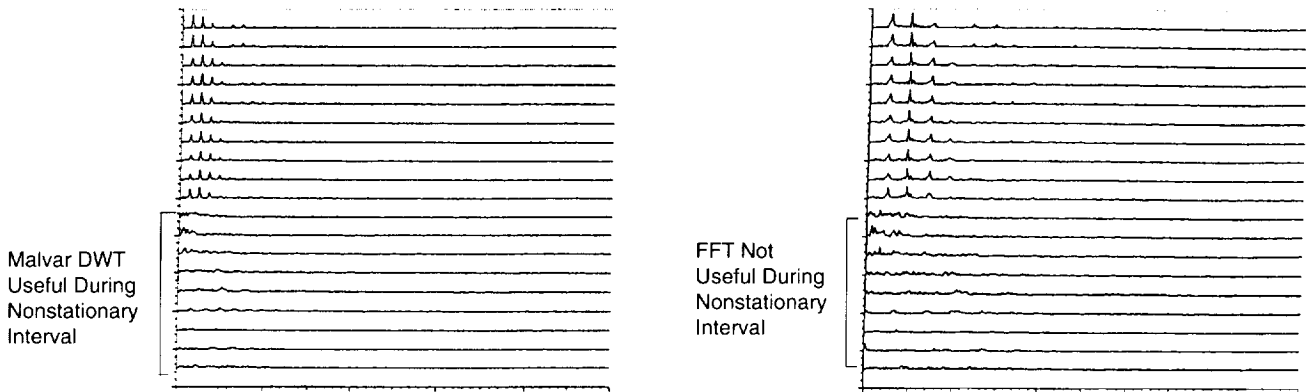 Malvar DWT
Useful During
Nonstationary
Interval
FFT Not
Useful During
Nonstationary
Interval